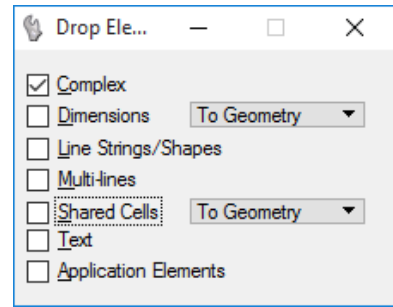 Drop Ele...
Complex
Dimensions To Geometry
Line Strings/Shapes
Multi-lines
Shared Cells To Geometry
Text
Application Elements